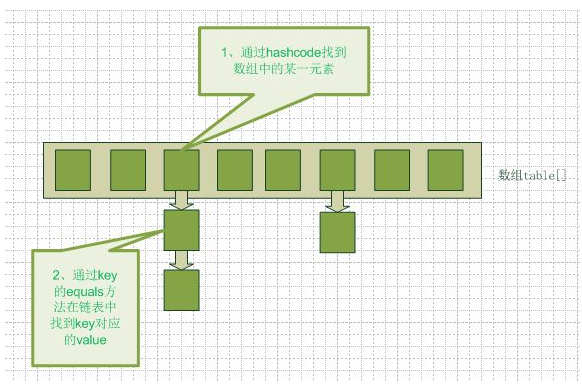 1、通过hashcode找到
数组中的某一元素
数组table[]
2、通过key
的equals方
法在链表中
找到key对应
的value